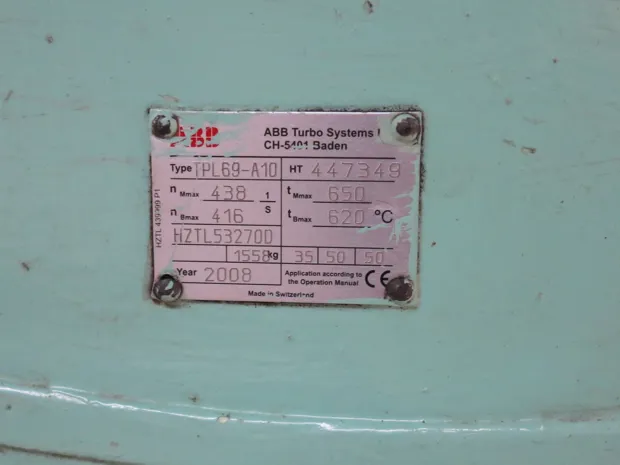 ABB
ABB Turbo Systems
CH-5401 Baden
Type TPL69-A10 HT 447349
n Mmax 438 1/s t Mmax 650
n Bmax 416 t Bmax 620 °C
HZTL532700
1558 kg 35 50 50
Year 2008 Application according to
the Operation Manual CE
Made in Switzerland
HZTL 439399 P1